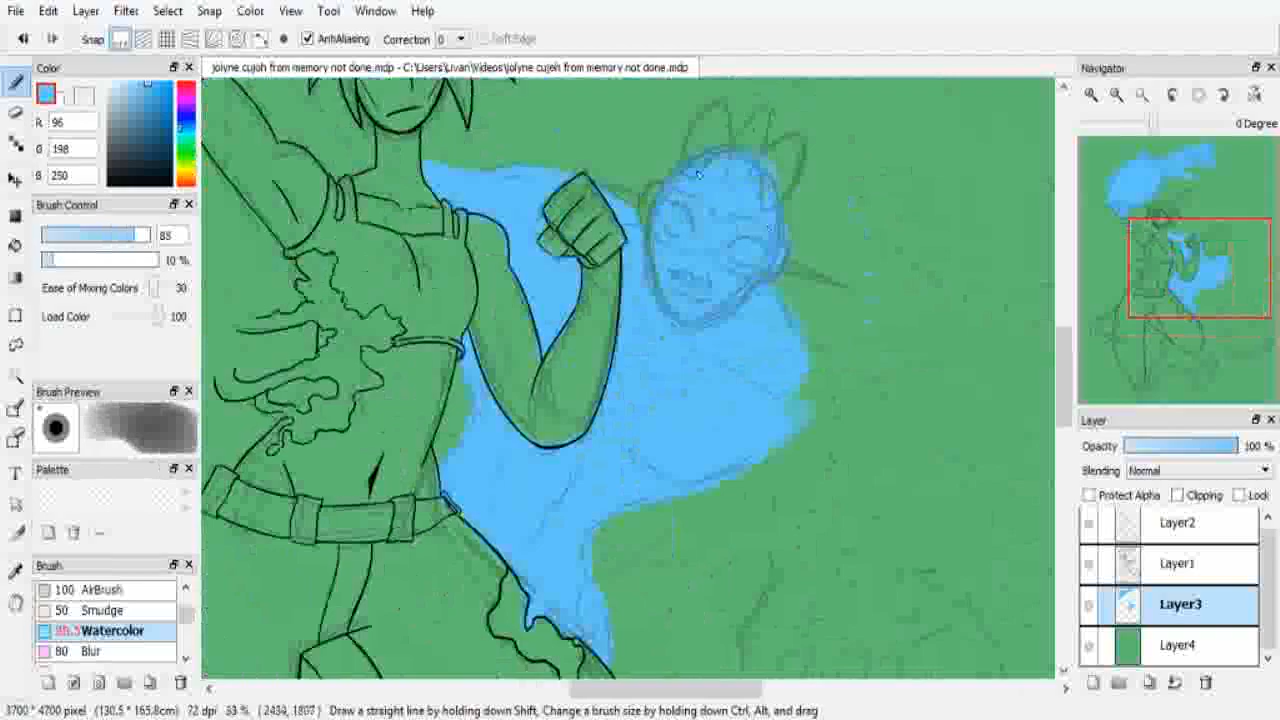 File Edit Layer Filter Select Snap Color View Tool Window Help
Snap AntiAliasing Correction 0 Soft Edge
Color
jolyne cujoh from memory not done.mdp - C:\Users\Livan\Videos\jolyne cujoh from memory not done.mdp
Navigator
R 96
G 198
B 250
0 Degree
Brush Control
88
10 %
Ease of Mixing Colors 30
Load Color 100
Brush Preview
Palette
Layer
Opacity 100 %
Blending Normal
Protect Alpha Clipping Lock
Layer2
Layer1
Layer3
Layer4
Brush
100 AirBrush
50 Smudge
Watercolor
80 Blur
3700 * 4700 pixel (130.5 * 165.8cm) 72 dpi 33 % ( 2434, 1807 ) Draw a straight line by holding down Shift, Change a brush size by holding down Ctrl, Alt, and drag